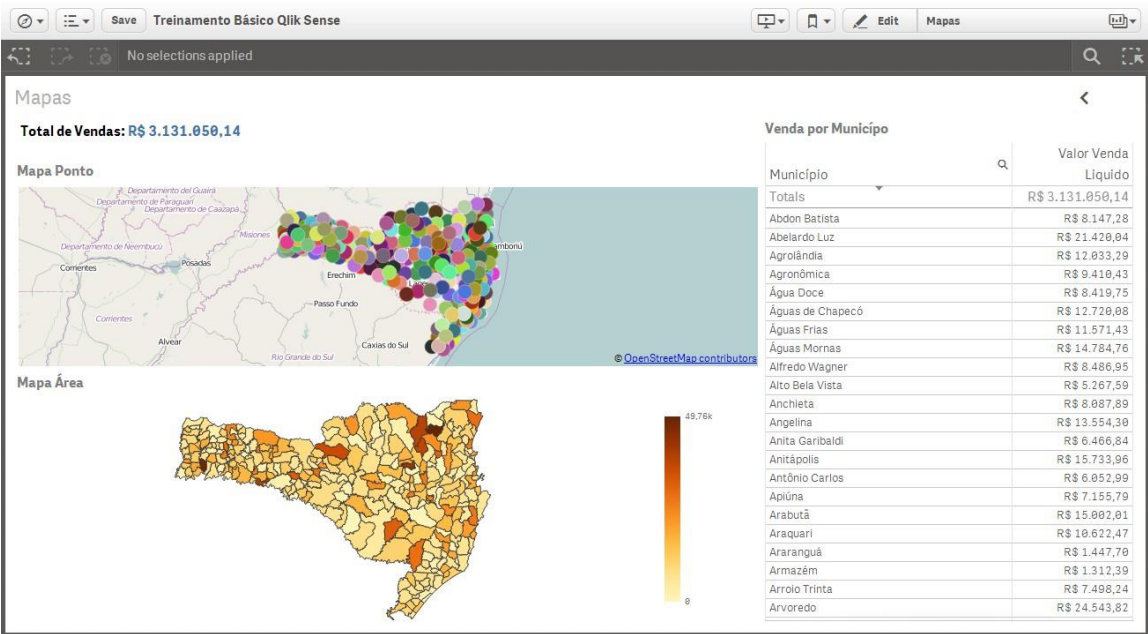 Save Treinamento Básico Qlik Sense Edit Mapas
No selections applied
Mapas
Total de Vendas: R$ 3.131.050,14
Mapa Ponto
Departamento del Guairá
Departamento de Paraguarí
Departamento de Caazapá
Misiones
Departamento de Ñeembucú
Corrientes
Posadas
Erechim
amboriú
Passo Fundo
Corrientes
Alvear
Caxias do Sul
Rio Grande do Sul
© OpenStreetMap contributors
Mapa Área
49,76k
0
Venda por Municípo
Município Valor Venda Líquido
Totals R$ 3.131.050,14
Abdon Batista R$ 8.147,28
Abelardo Luz R$ 21.420,04
Agrolândia R$ 12.033,29
Agronômica R$ 9.410,43
Água Doce R$ 8.419,75
Águas de Chapecó R$ 12.720,08
Águas Frias R$ 11.571,43
Águas Mornas R$ 14.784,76
Alfredo Wagner R$ 8.486,95
Alto Bela Vista R$ 5.267,59
Anchieta R$ 8.087,89
Angelina R$ 13.554,30
Anita Garibaldi R$ 6.466,84
Anitápolis R$ 15.733,96
Antônio Carlos R$ 6.052,99
Apiúna R$ 7.155,79
Arabutã R$ 15.002,01
Araquari R$ 10.622,47
Araranguá R$ 1.447,70
Armazém R$ 1.312,39
Arroio Trinta R$ 7.498,24
Arvoredo R$ 24.543,82